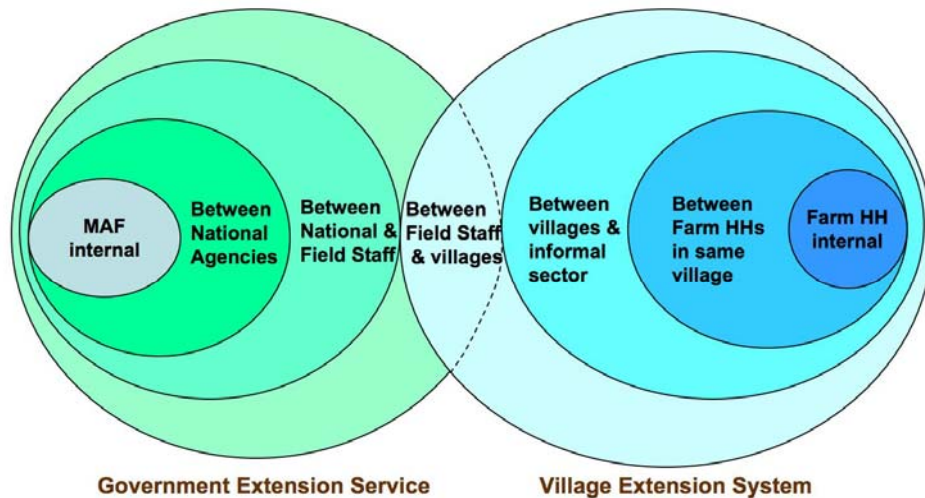 MAF
internal
Between
National
Agencies
Between
National &
Field Staff
Between
Field Staff
& villages
Between
villages &
informal
sector
Between
Farm HHs
in same
village
Farm HH
internal
Government Extension Service
Village Extension System